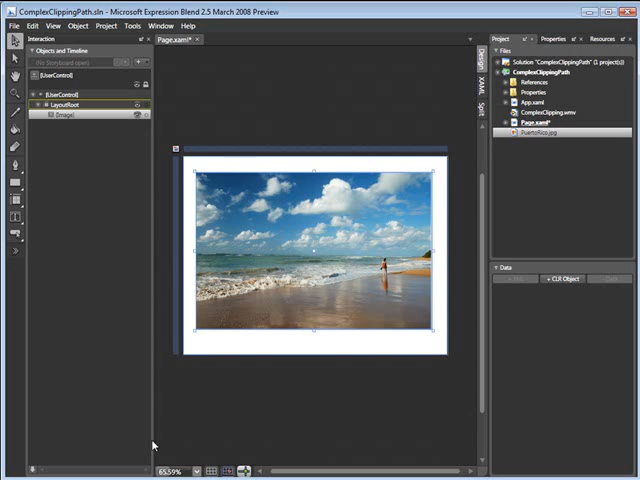 ComplexClippingPath.sln - Microsoft Expression Blend 2.5 March 2008 Preview
File Edit View Object Project Tools Window Help
Interaction
Objects and Timeline
(No Storyboard open)
[UserControl]
[UserControl]
LayoutRoot
[Image]
Page.xaml*
Design
XAML
Split
65.59%
Project Properties Resources
Files
Solution "ComplexClippingPath" (1 project(s))
ComplexClippingPath
References
Properties
App.xaml
ComplexClipping.wmv
Page.xaml*
PuertoRico.jpg
Data
+ CLR Object